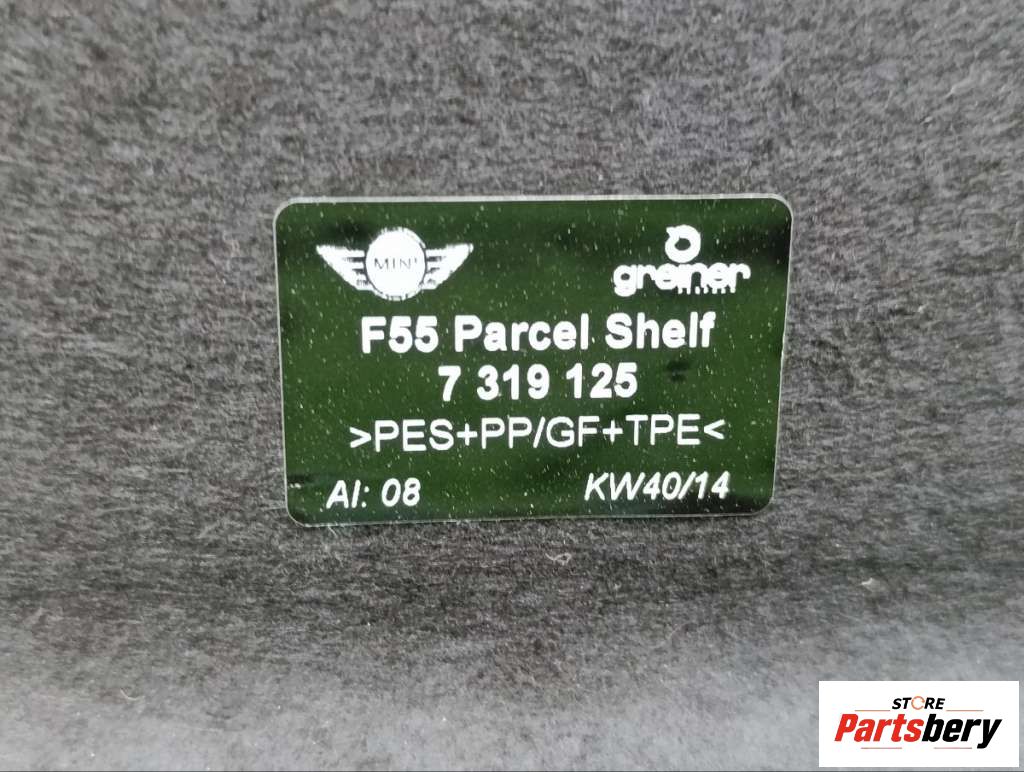 MINI
greiner
F55 Parcel Shelf
7 319 125
>PES+PP/GF+TPE<
AI: 08
KW40/14
STORE
Partsbery